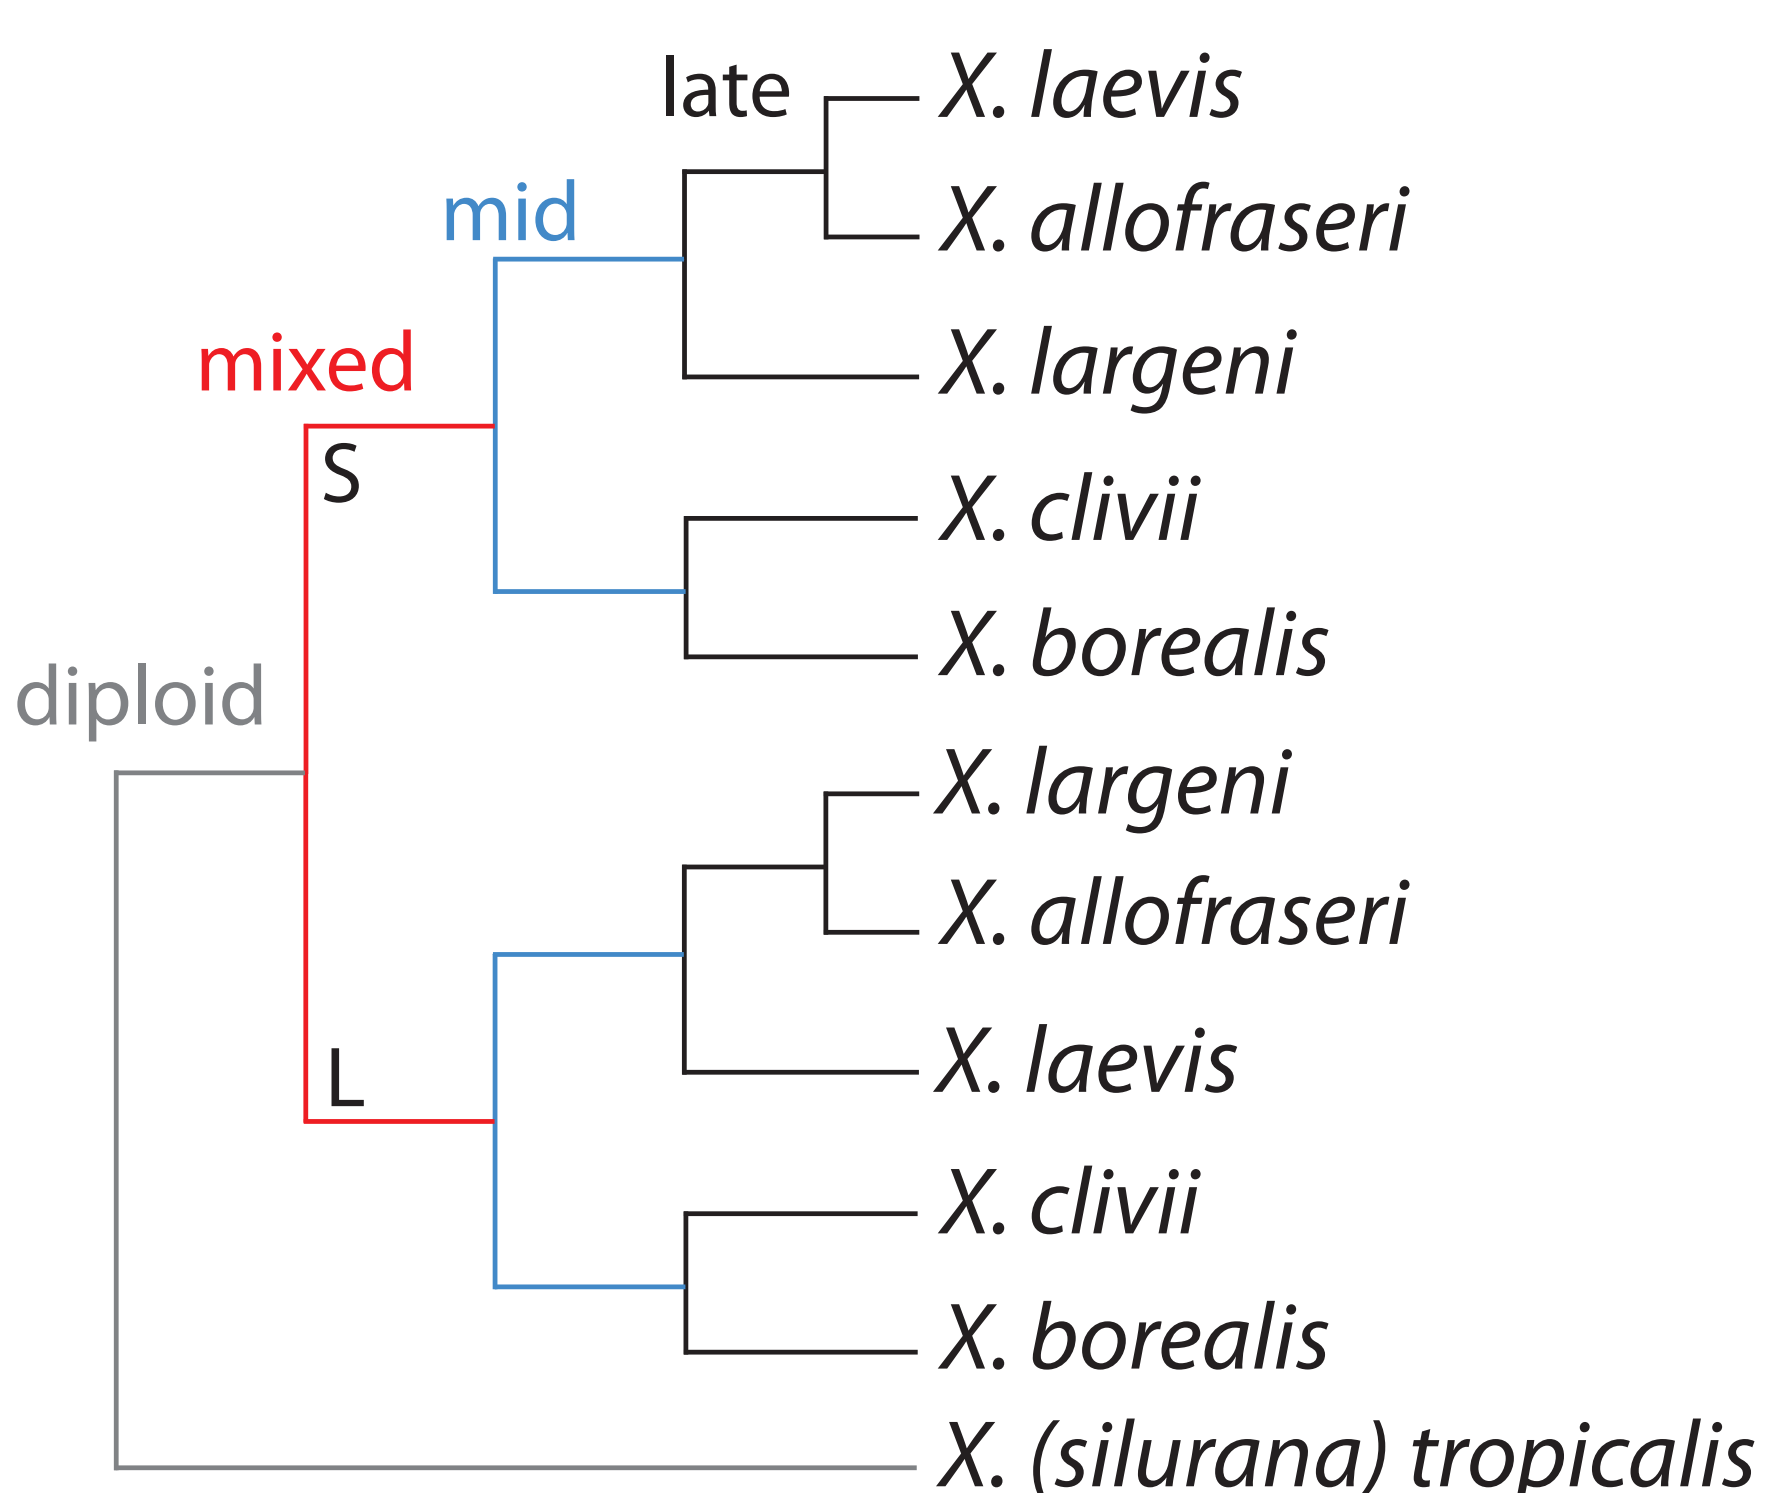 late
X. laevis
mid
X. allofraseri
mixed
X. largeni
S
X. clivii
X. borealis
diploid
X. largeni
X. allofraseri
L
X. laevis
X. clivii
X. borealis
X. (silurana) tropicalis